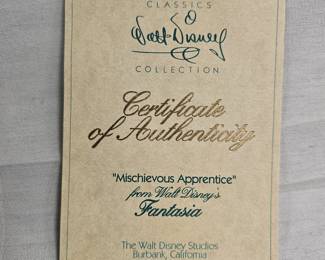 CLASSICS
Walt Disney
COLLECTION
Certificate
of Authenticity
"Mischievous Apprentice"
from Walt Disney's
Fantasia
The Walt Disney Studios
Burbank, California